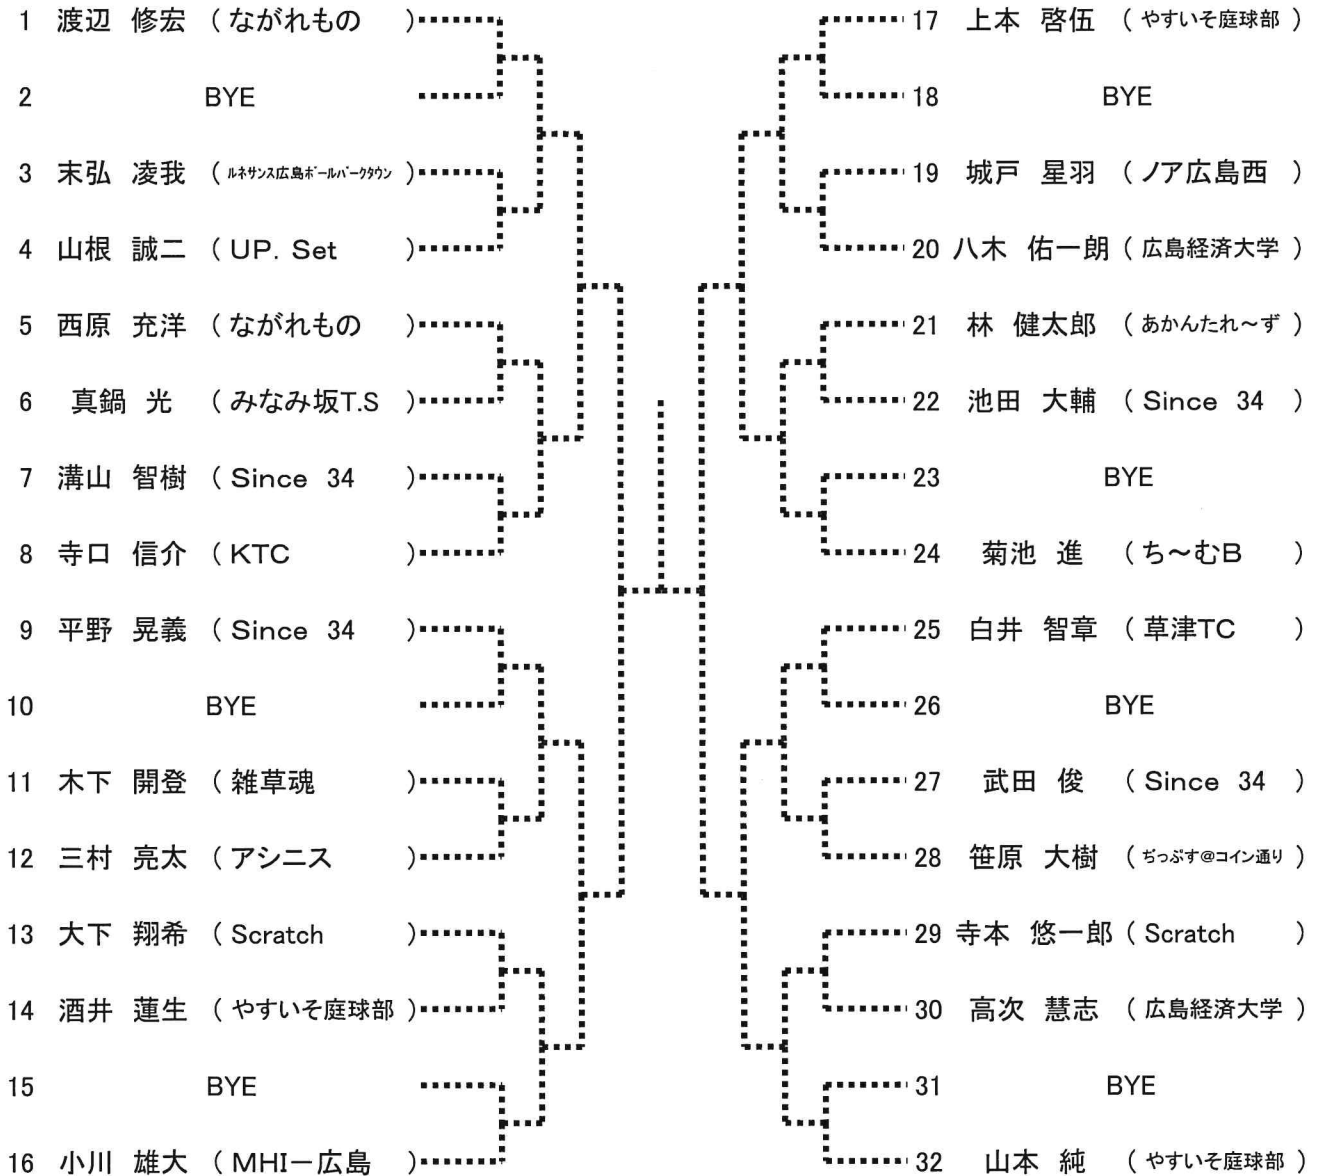 1 渡辺 修宏 ( ながれもの )
2 BYE
3 末弘 凌我 ( ルネサンス広島ボールパークタウン )
4 山根 誠二 ( UP. Set )
5 西原 充洋 ( ながれもの )
6 真鍋 光 ( みなみ坂T.S )
7 溝山 智樹 ( Since 34 )
8 寺口 信介 ( KTC )
9 平野 晃義 ( Since 34 )
10 BYE
11 木下 開登 ( 雑草魂 )
12 三村 亮太 ( アシニス )
13 大下 翔希 ( Scratch )
14 酒井 蓮生 ( やすいそ庭球部 )
15 BYE
16 小川 雄大 ( MHI－広島 )
17 上本 啓伍 ( やすいそ庭球部 )
18 BYE
19 城戸 星羽 ( ノア広島西 )
20 八木 佑一朗 ( 広島経済大学 )
21 林 健太郎 ( あかんたれ～ず )
22 池田 大輔 ( Since 34 )
23 BYE
24 菊池 進 ( ち～むB )
25 白井 智章 ( 草津TC )
26 BYE
27 武田 俊 ( Since 34 )
28 笹原 大樹 ( ぢっぷす@コイン通り )
29 寺本 悠一郎 ( Scratch )
30 高次 慧志 ( 広島経済大学 )
31 BYE
32 山本 純 ( やすいそ庭球部 )